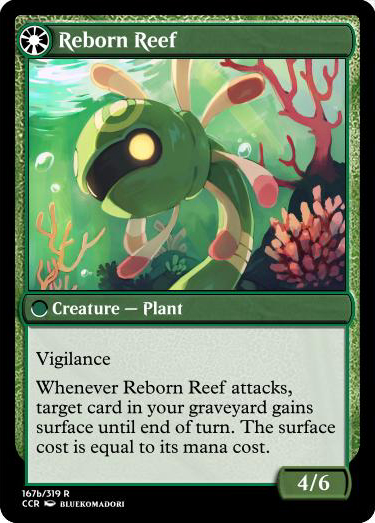 Reborn Reef
Creature — Plant
Vigilance
Whenever Reborn Reef attacks,
target card in your graveyard gains
surface until end of turn. The surface
cost is equal to its mana cost.
4/6
167b/319 R
CCR BLUEKOMADORI